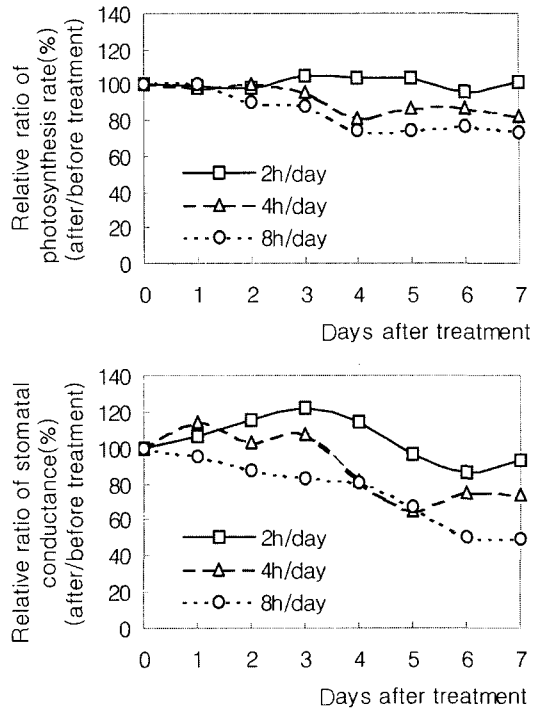 Relative ratio of
photosynthesis rate(%)
(after/before treatment)
140
120
100
80
60
40
20
0
2h/day
4h/day
8h/day
0 1 2 3 4 5 6 7
Days after treatment
Relative ratio of stomatal
conductance(%)
(after/before treatment)
140
120
100
80
60
40
20
0
2h/day
4h/day
8h/day
0 1 2 3 4 5 6 7
Days after treatment